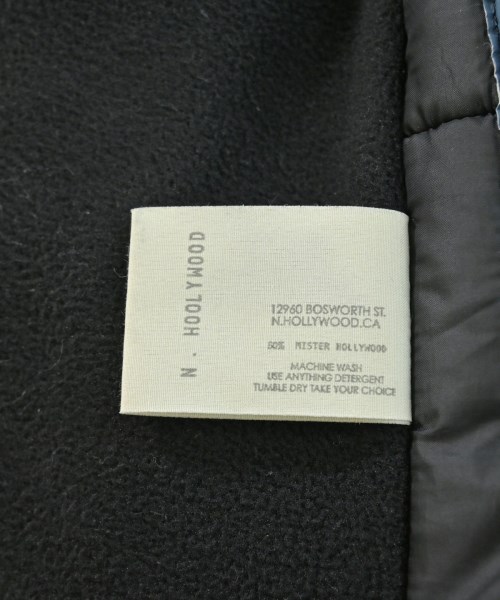 N. HOOLYWOOD
12960 BOSWORTH ST.
N.HOLLYWOOD.CA
50% MISTER HOLLYWOOD
MACHINE WASH
USE ANYTHING DETERGENT
TUMBLE DRY TAKE YOUR CHOICE